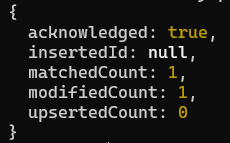 {
  acknowledged: true,
  insertedId: null,
  matchedCount: 1,
  modifiedCount: 1,
  upsertedCount: 0
}